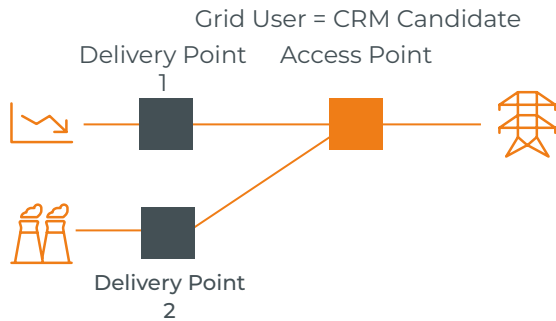 Grid User = CRM Candidate
Delivery Point
1
Access Point
Delivery Point
2